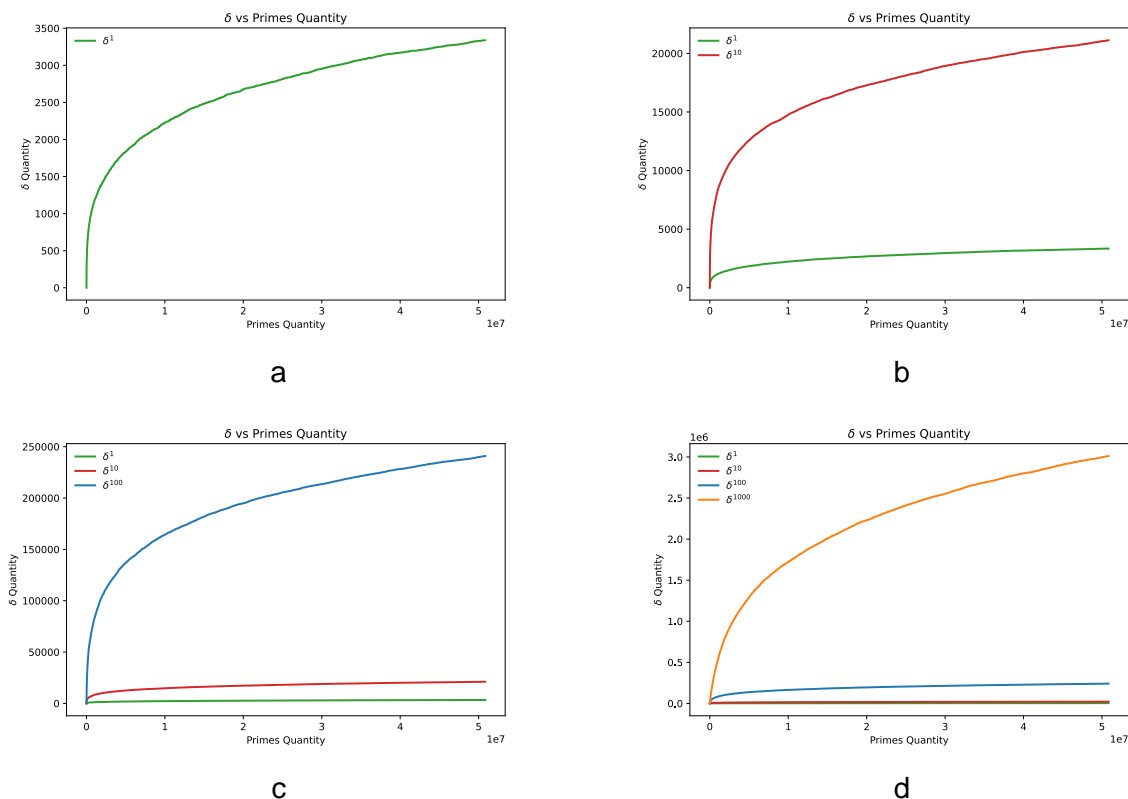 δ vs Primes Quantity
3500
3000
2500
2000
1500
1000
500
0
δ Quantity
δ¹
0 1 2 3 4 5
1e7
Primes Quantity
a
δ vs Primes Quantity
20000
15000
10000
5000
0
δ Quantity
δ¹
δ¹⁰
0 1 2 3 4 5
1e7
Primes Quantity
b
δ vs Primes Quantity
250000
200000
150000
100000
50000
0
δ Quantity
δ¹
δ¹⁰
δ¹⁰⁰
0 1 2 3 4 5
1e7
Primes Quantity
c
δ vs Primes Quantity
1e6
3.0
2.5
2.0
1.5
1.0
0.5
0.0
δ Quantity
δ¹
δ¹⁰
δ¹⁰⁰
δ¹⁰⁰⁰
0 1 2 3 4 5
1e7
Primes Quantity
d